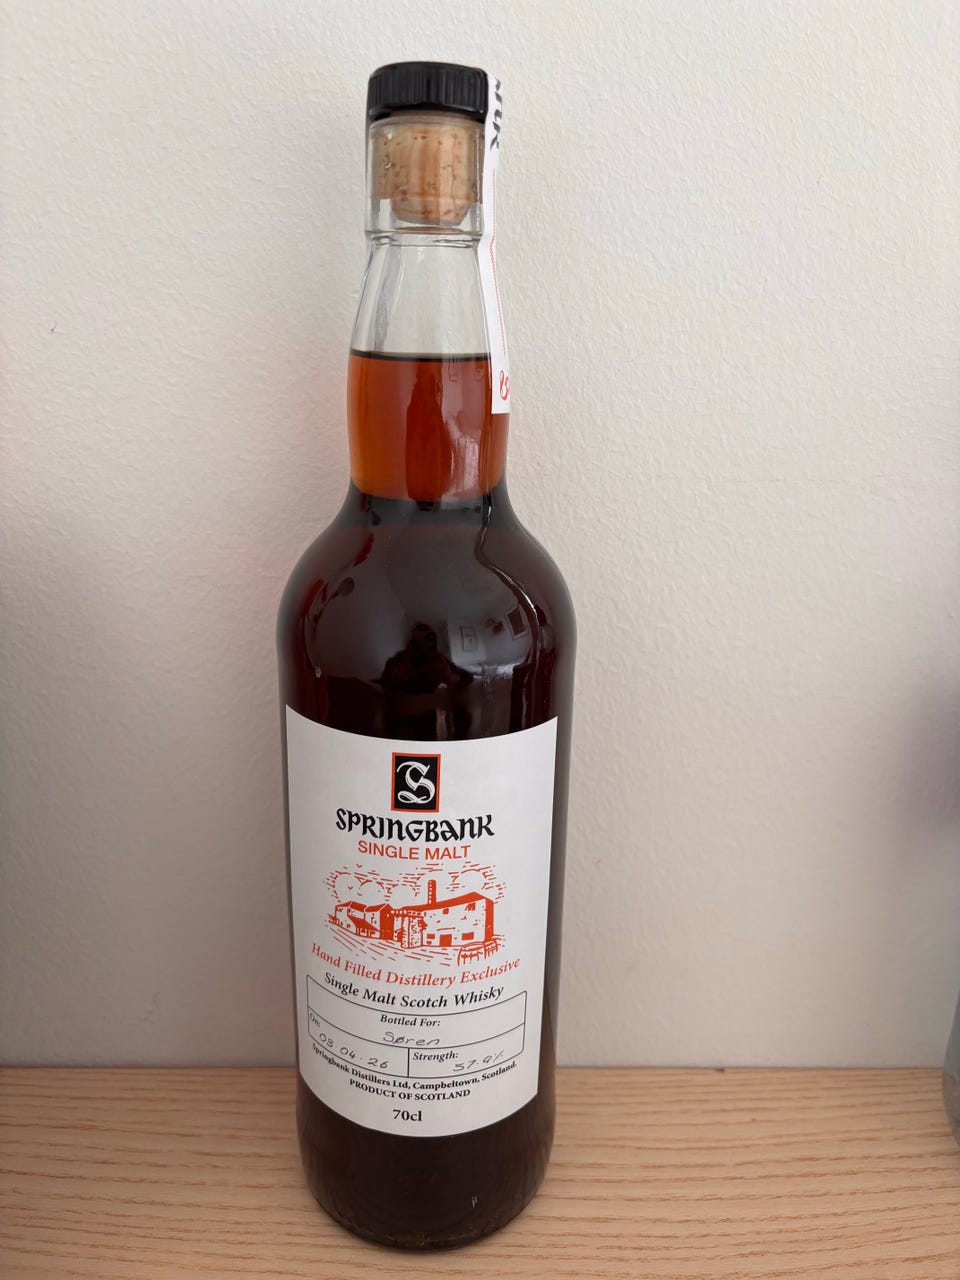 S
SPRINGBANK
SINGLE MALT
Hand Filled Distillery Exclusive
Single Malt Scotch Whisky
Bottled For:
Søren
On:
03-04-26
Strength:
57.9%
Springbank Distillers Ltd, Campbeltown, Scotland.
PRODUCT OF SCOTLAND
70cl